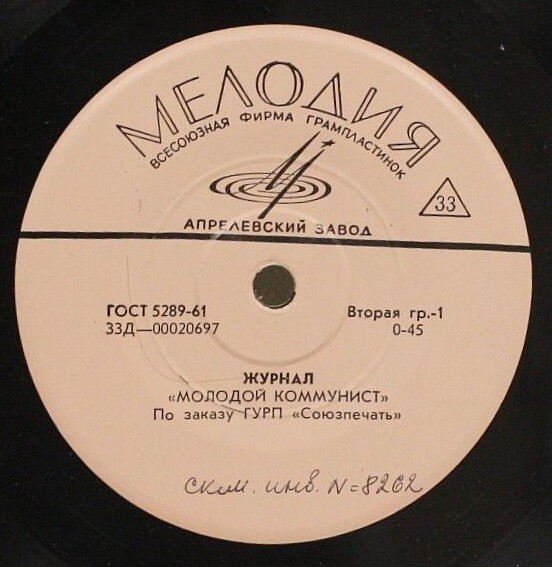 МЕЛОДИЯ
ВСЕСОЮЗНАЯ ФИРМА ГРАМПЛАСТИНОК
33
АПРЕЛЕВСКИЙ ЗАВОД
ГОСТ 5289-61
33Д—00020697
Вторая гр.-1
0-45
ЖУРНАЛ
«МОЛОДОЙ КОММУНИСТ»
По заказу ГУРП «Союзпечать»
инв. N=8262